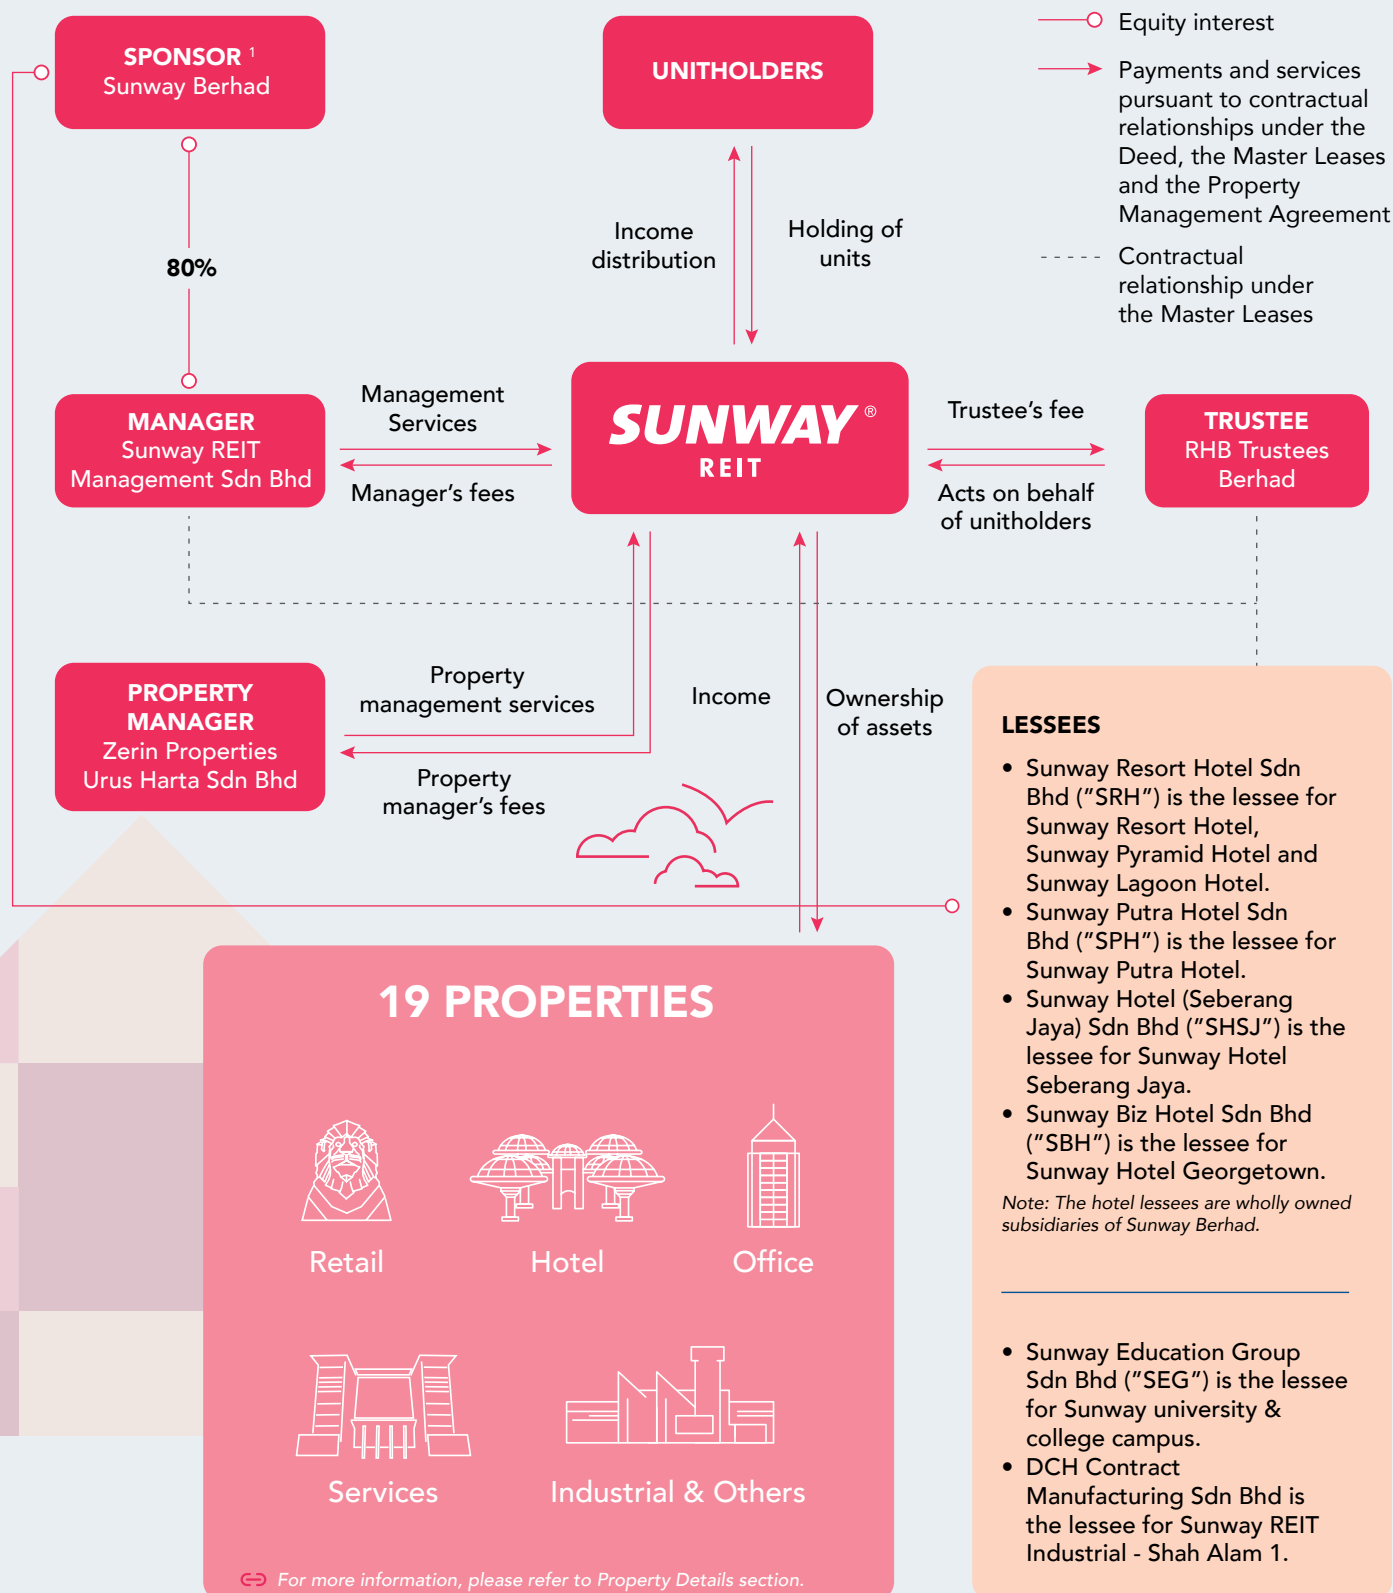 SPONSOR 1
Sunway Berhad
UNITHOLDERS
Equity interest
Payments and services
pursuant to contractual
relationships under the
Deed, the Master Leases
and the Property
Management Agreement
Contractual
relationship under
the Master Leases
80%
Income
distribution
Holding of
units
MANAGER
Sunway REIT
Management Sdn Bhd
Management
Services
Manager’s fees
SUNWAY®
REIT
Trustee’s fee
Acts on behalf
of unitholders
TRUSTEE
RHB Trustees
Berhad
PROPERTY
MANAGER
Zerin Properties
Urus Harta Sdn Bhd
Property
management services
Property
manager’s fees
Income
Ownership
of assets
19 PROPERTIES
Retail
Hotel
Office
Services
Industrial & Others
For more information, please refer to Property Details section.
LESSEES
• Sunway Resort Hotel Sdn
Bhd (“SRH”) is the lessee for
Sunway Resort Hotel,
Sunway Pyramid Hotel and
Sunway Lagoon Hotel.
• Sunway Putra Hotel Sdn
Bhd (“SPH”) is the lessee for
Sunway Putra Hotel.
• Sunway Hotel (Seberang
Jaya) Sdn Bhd (“SHSJ”) is the
lessee for Sunway Hotel
Seberang Jaya.
• Sunway Biz Hotel Sdn Bhd
(“SBH”) is the lessee for
Sunway Hotel Georgetown.
Note: The hotel lessees are wholly owned
subsidiaries of Sunway Berhad.
• Sunway Education Group
Sdn Bhd (“SEG”) is the lessee
for Sunway university &
college campus.
• DCH Contract
Manufacturing Sdn Bhd is
the lessee for Sunway REIT
Industrial - Shah Alam 1.